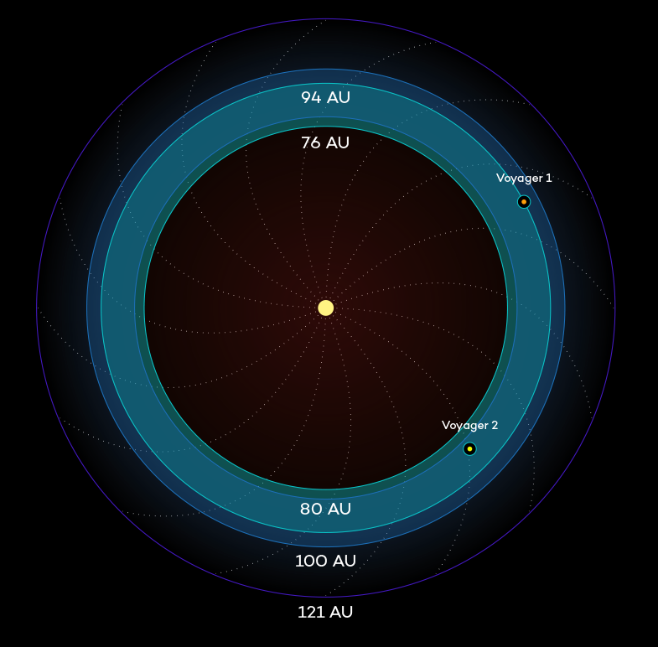 94 AU
76 AU
Voyager 1
Voyager 2
80 AU
100 AU
121 AU